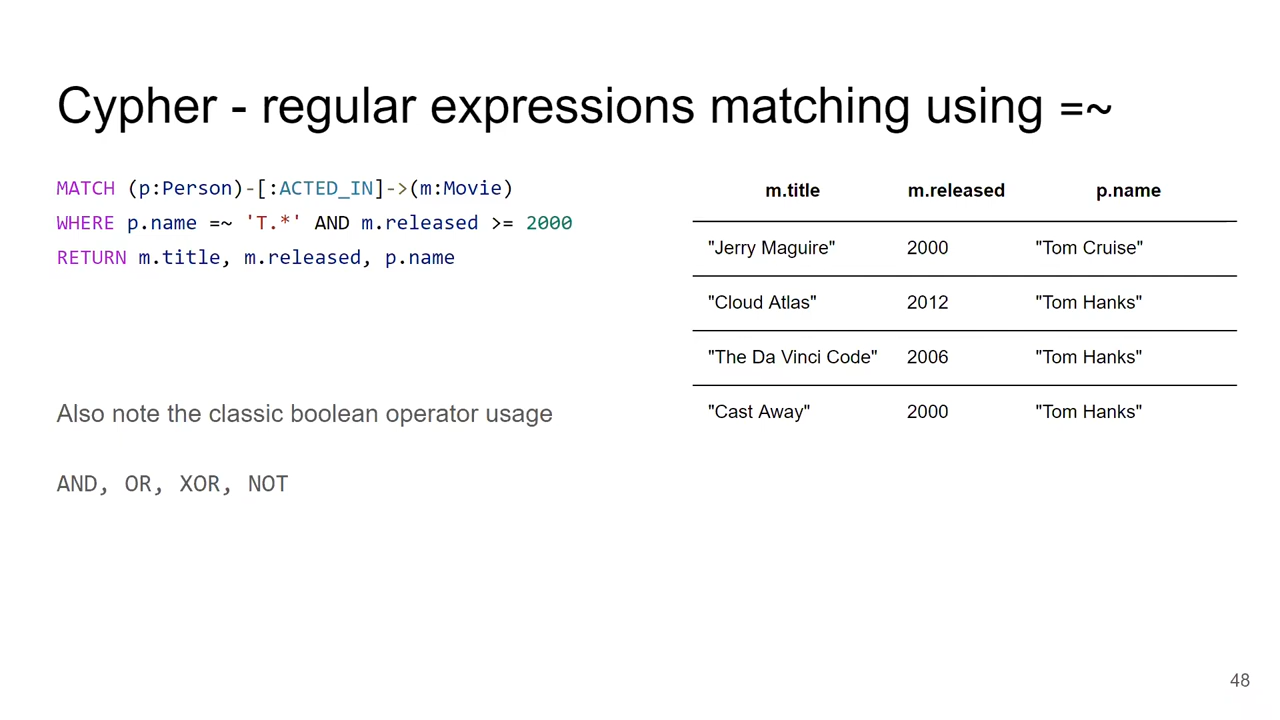 Cypher - regular expressions matching using =~
MATCH (p:Person)-[:ACTED_IN]->(m:Movie)
WHERE p.name =~ 'T.*' AND m.released >= 2000
RETURN m.title, m.released, p.name
Also note the classic boolean operator usage
AND, OR, XOR, NOT
m.title m.released p.name
"Jerry Maguire" 2000 "Tom Cruise"
"Cloud Atlas" 2012 "Tom Hanks"
"The Da Vinci Code" 2006 "Tom Hanks"
"Cast Away" 2000 "Tom Hanks"
48